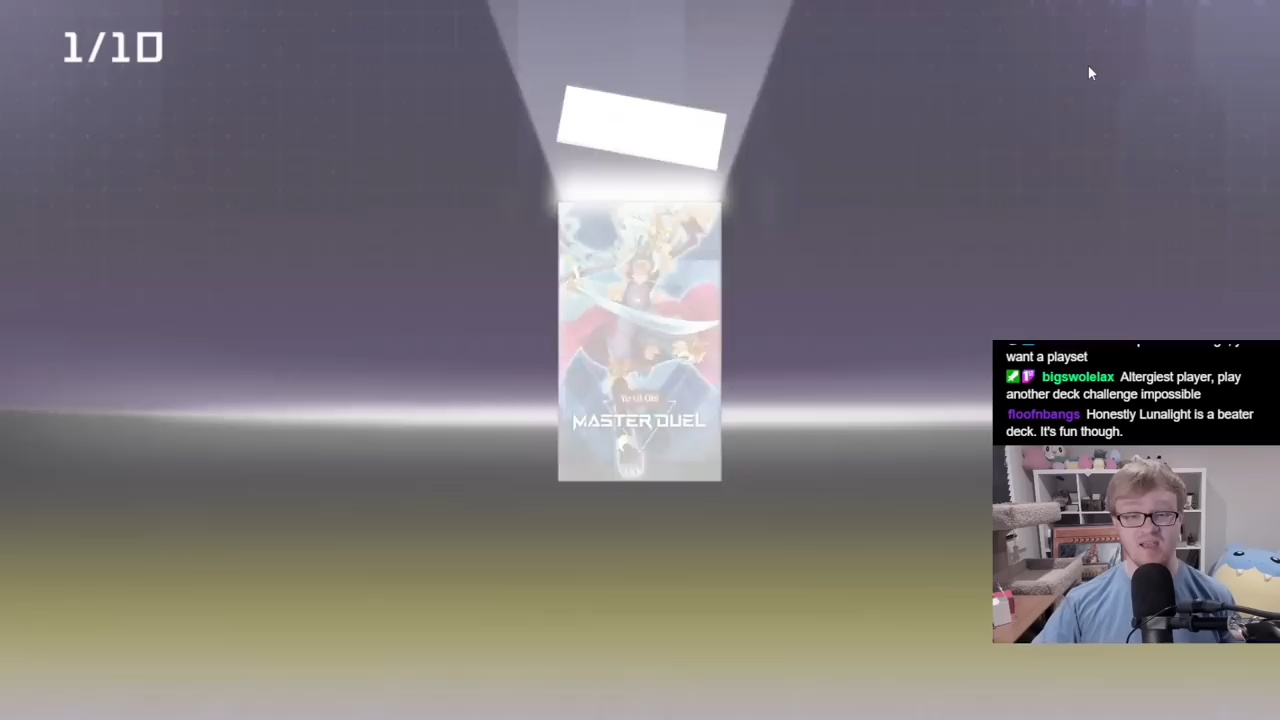 1/10
Yu-Gi-Oh!
MASTER DUEL
want a playset
bigswolelax Altergiest player, play
another deck challenge impossible
floofnbangs Honestly Lunalight is a beater
deck. It's fun though.